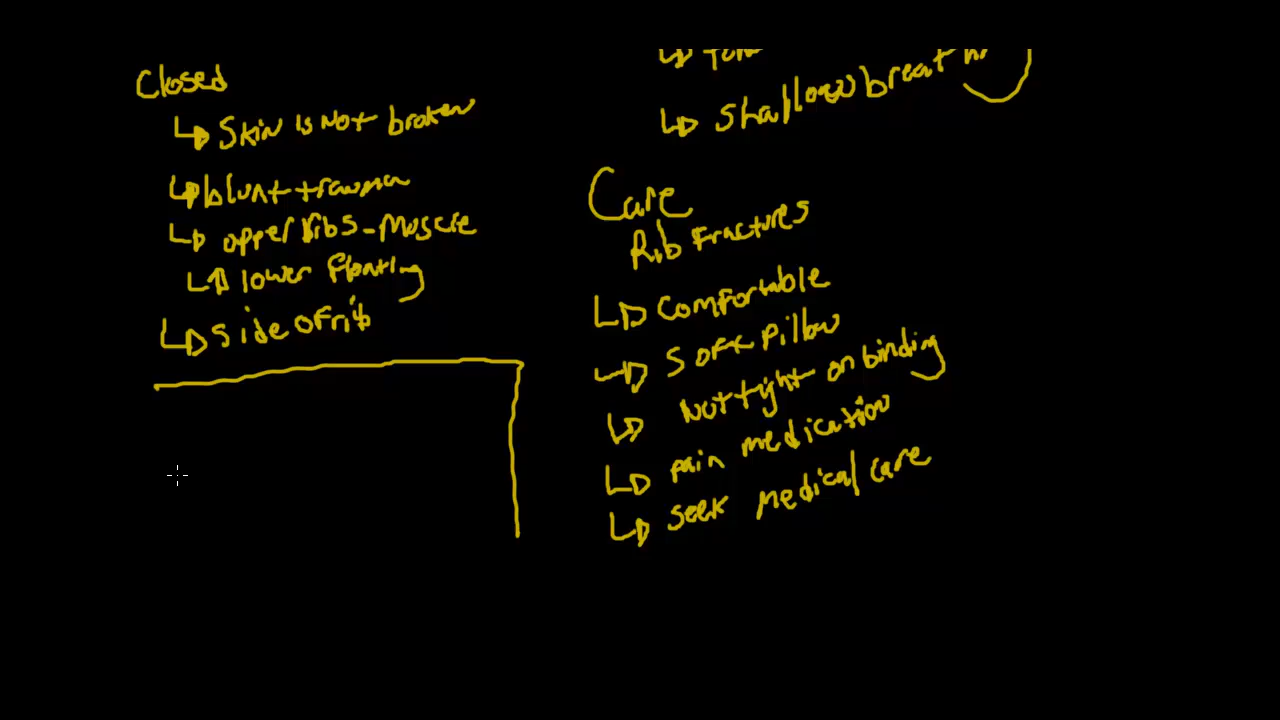 Closed
Skin is Not broken
blunt trauma
upper ribs - Muscle
lower floating
side of rib
shallow breathing
Care
Rib Fractures
Comfortable
Soft pillow
Not tight on binding
pain medication
seek medical care